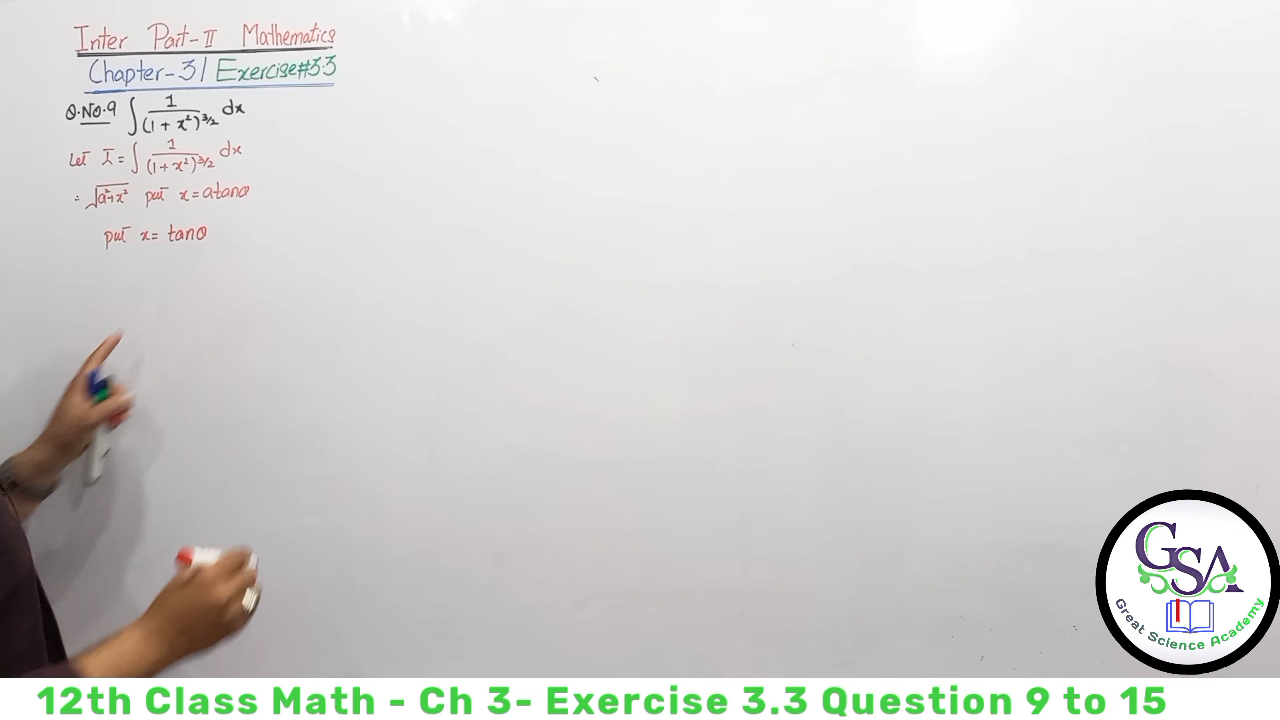 Inter Part-II Mathematics
Chapter-3/ Exercise#3.3
Q.No.9 ∫ 1/(1+x²)^3/2 dx
Let I = ∫ 1/(1+x²)^3/2 dx
∵ √a²+x² put x = a tanθ
put x = tanθ
GSA
Great Science Academy
12th Class Math - Ch 3- Exercise 3.3 Question 9 to 15